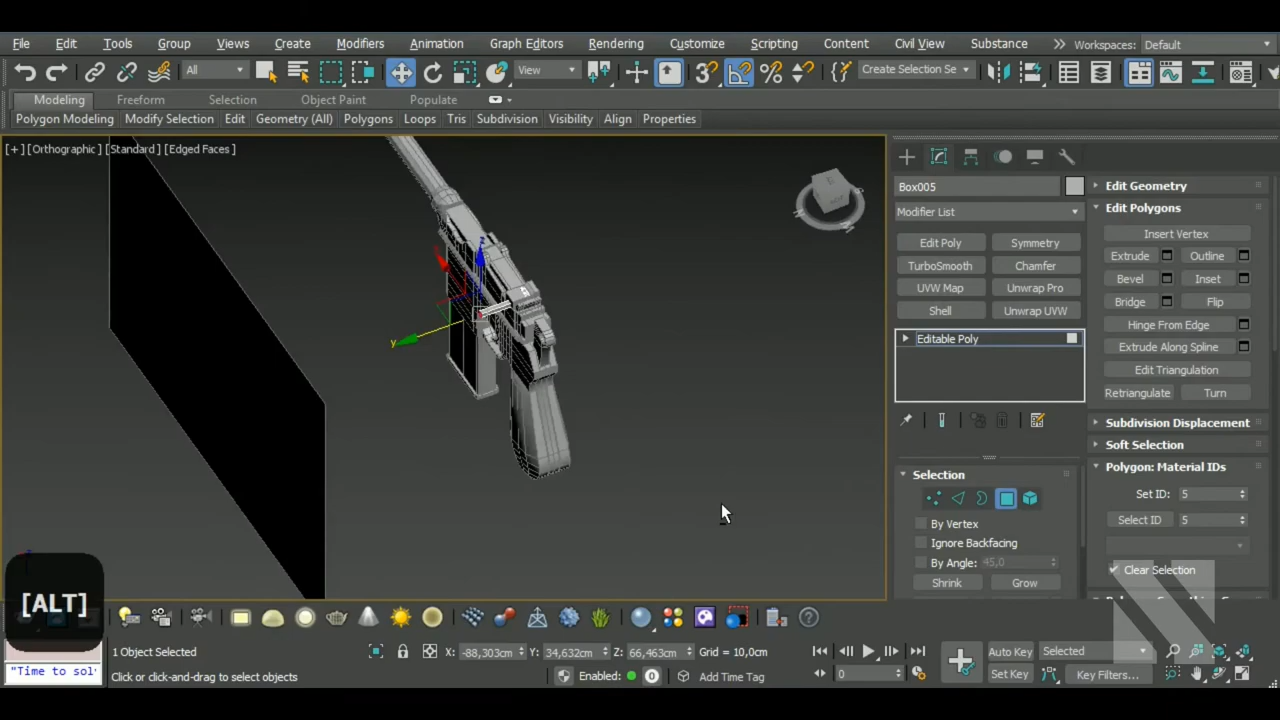 File Edit Tools Group Views Create Modifiers Animation Graph Editors Rendering Customize Scripting Content Civil View Substance Workspaces: Default
All View Create Selection Se
Modeling Freeform Selection Object Paint Populate
Polygon Modeling Modify Selection Edit Geometry (All) Polygons Loops Tris Subdivision Visibility Align Properties
[+] [Orthographic] [Standard] [Edged Faces]
Box005
Modifier List
Edit Poly Symmetry
TurboSmooth Chamfer
UVW Map Unwrap Pro
Shell Unwrap UVW
Editable Poly
Selection
By Vertex
Ignore Backfacing
By Angle: 45,0
Shrink Grow
Edit Geometry
Edit Polygons
Insert Vertex
Extrude Outline
Bevel Inset
Bridge Flip
Hinge From Edge
Extrude Along Spline
Edit Triangulation
Retriangulate Turn
Subdivision Displacement
Soft Selection
Polygon: Material IDs
Set ID: 5
Select ID 5
Clear Selection
y
[ALT]
1 Object Selected X: -88,303cm Y: 34,632cm Z: 66,463cm Grid = 10,0cm Auto Key Selected
"Time to sol Click or click-and-drag to select objects Enabled: 0 Add Time Tag 0 Set Key Key Filters...